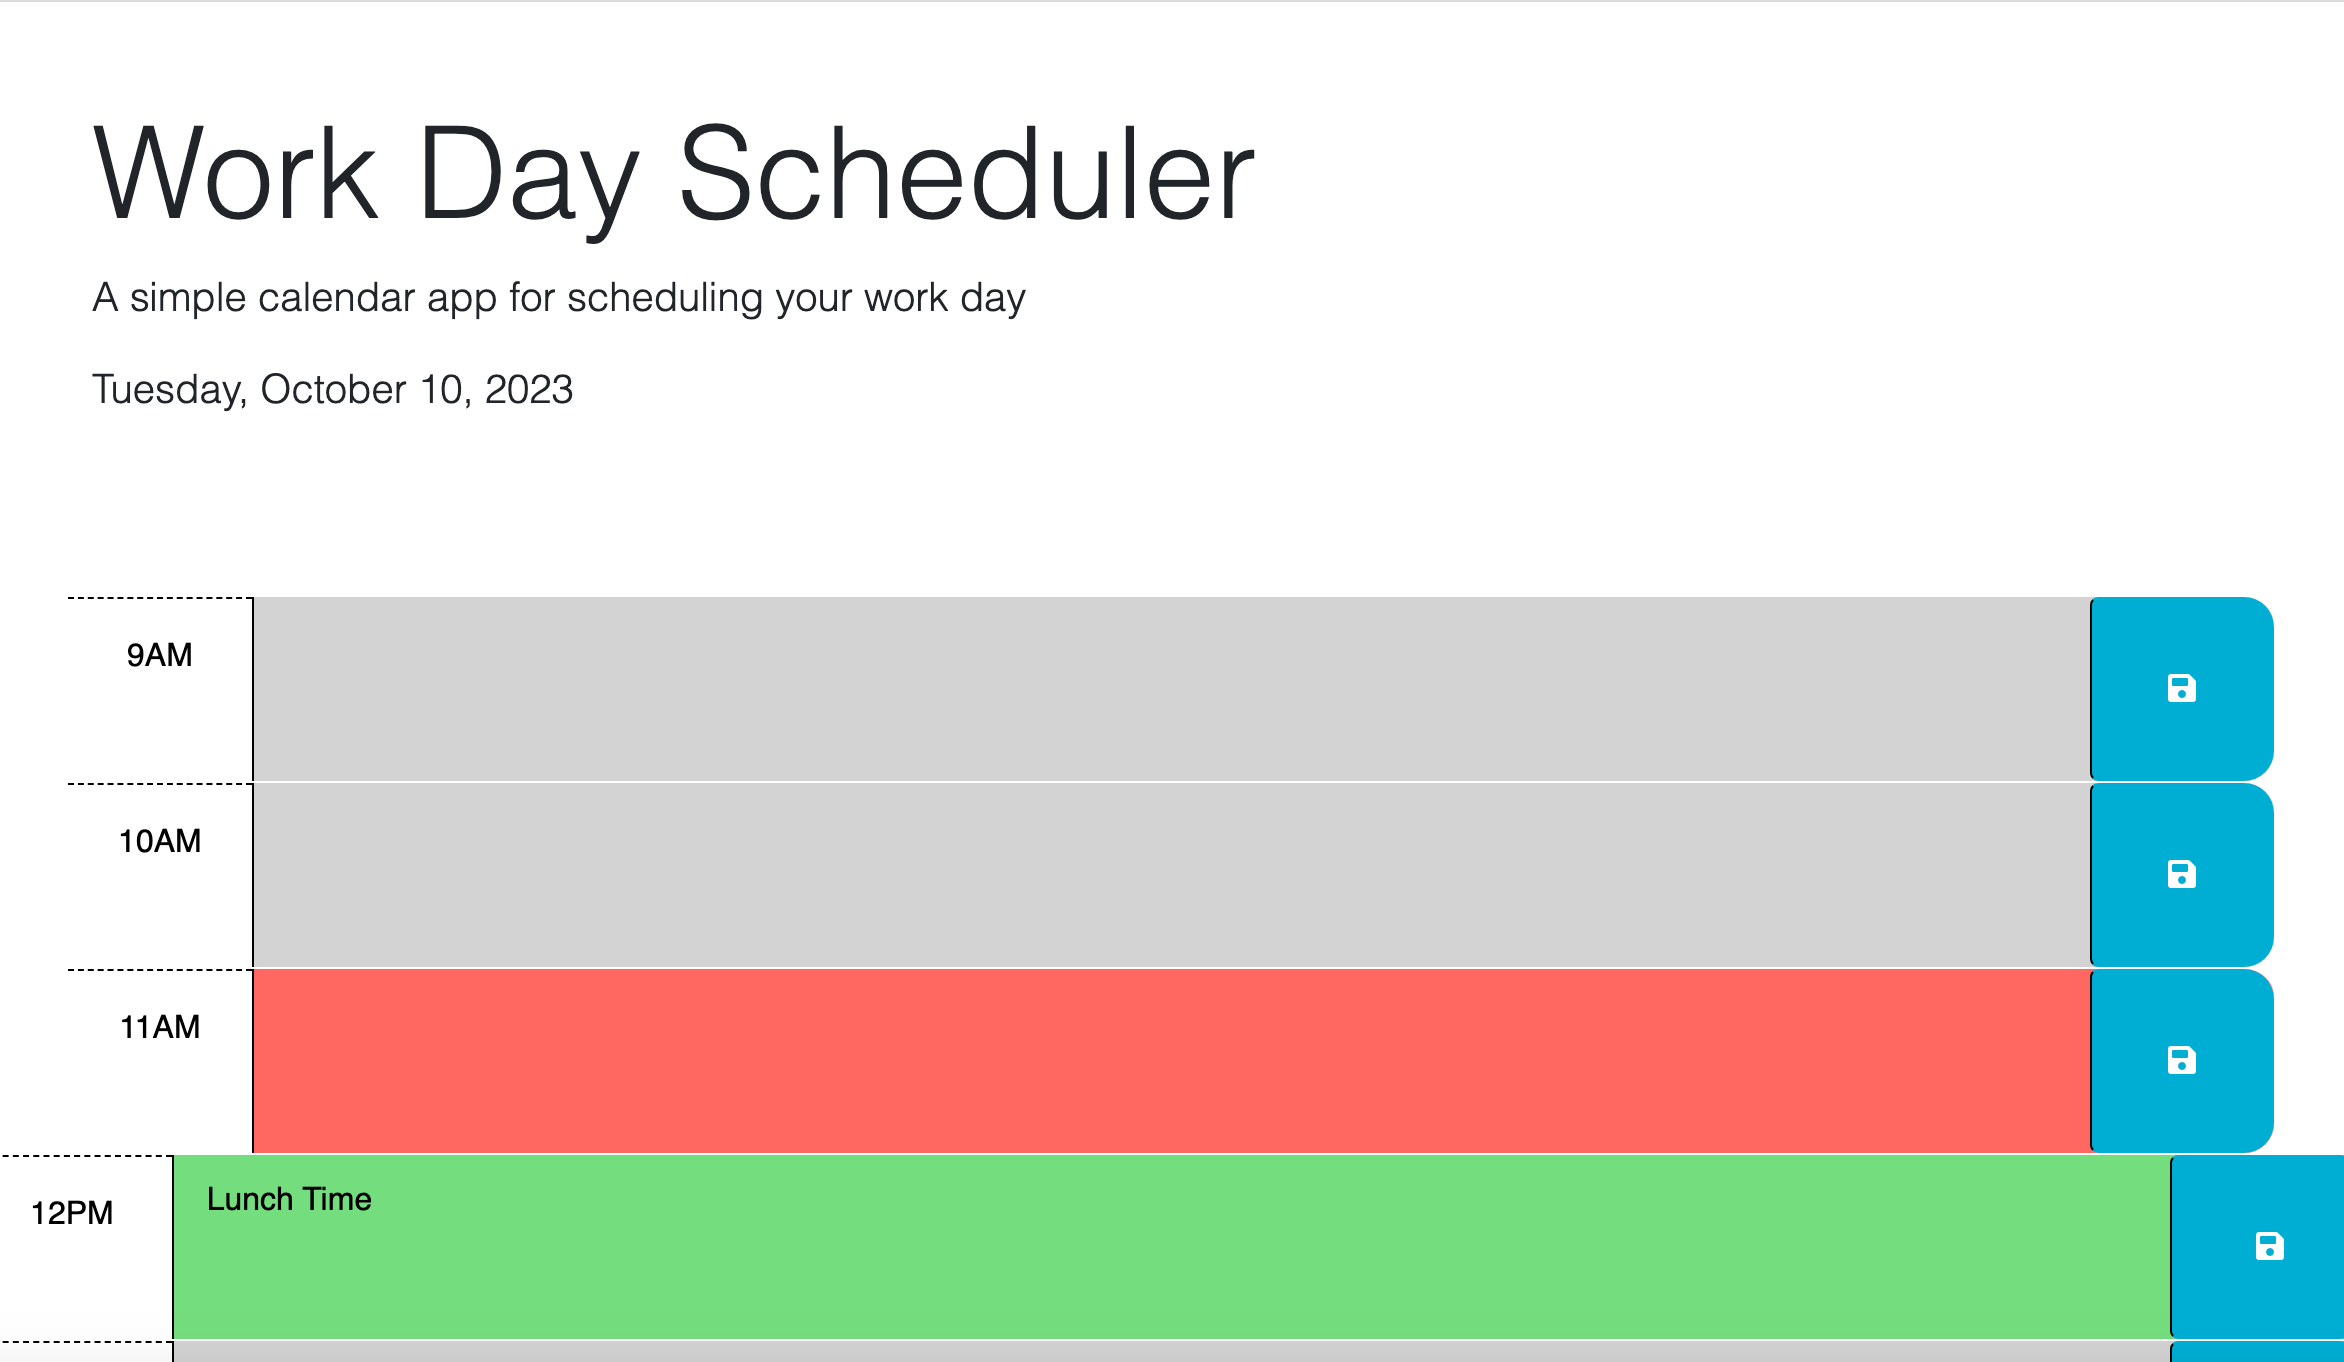 Work Day Scheduler
A simple calendar app for scheduling your work day
Tuesday, October 10, 2023
9AM
10AM
11AM
12PM
Lunch Time